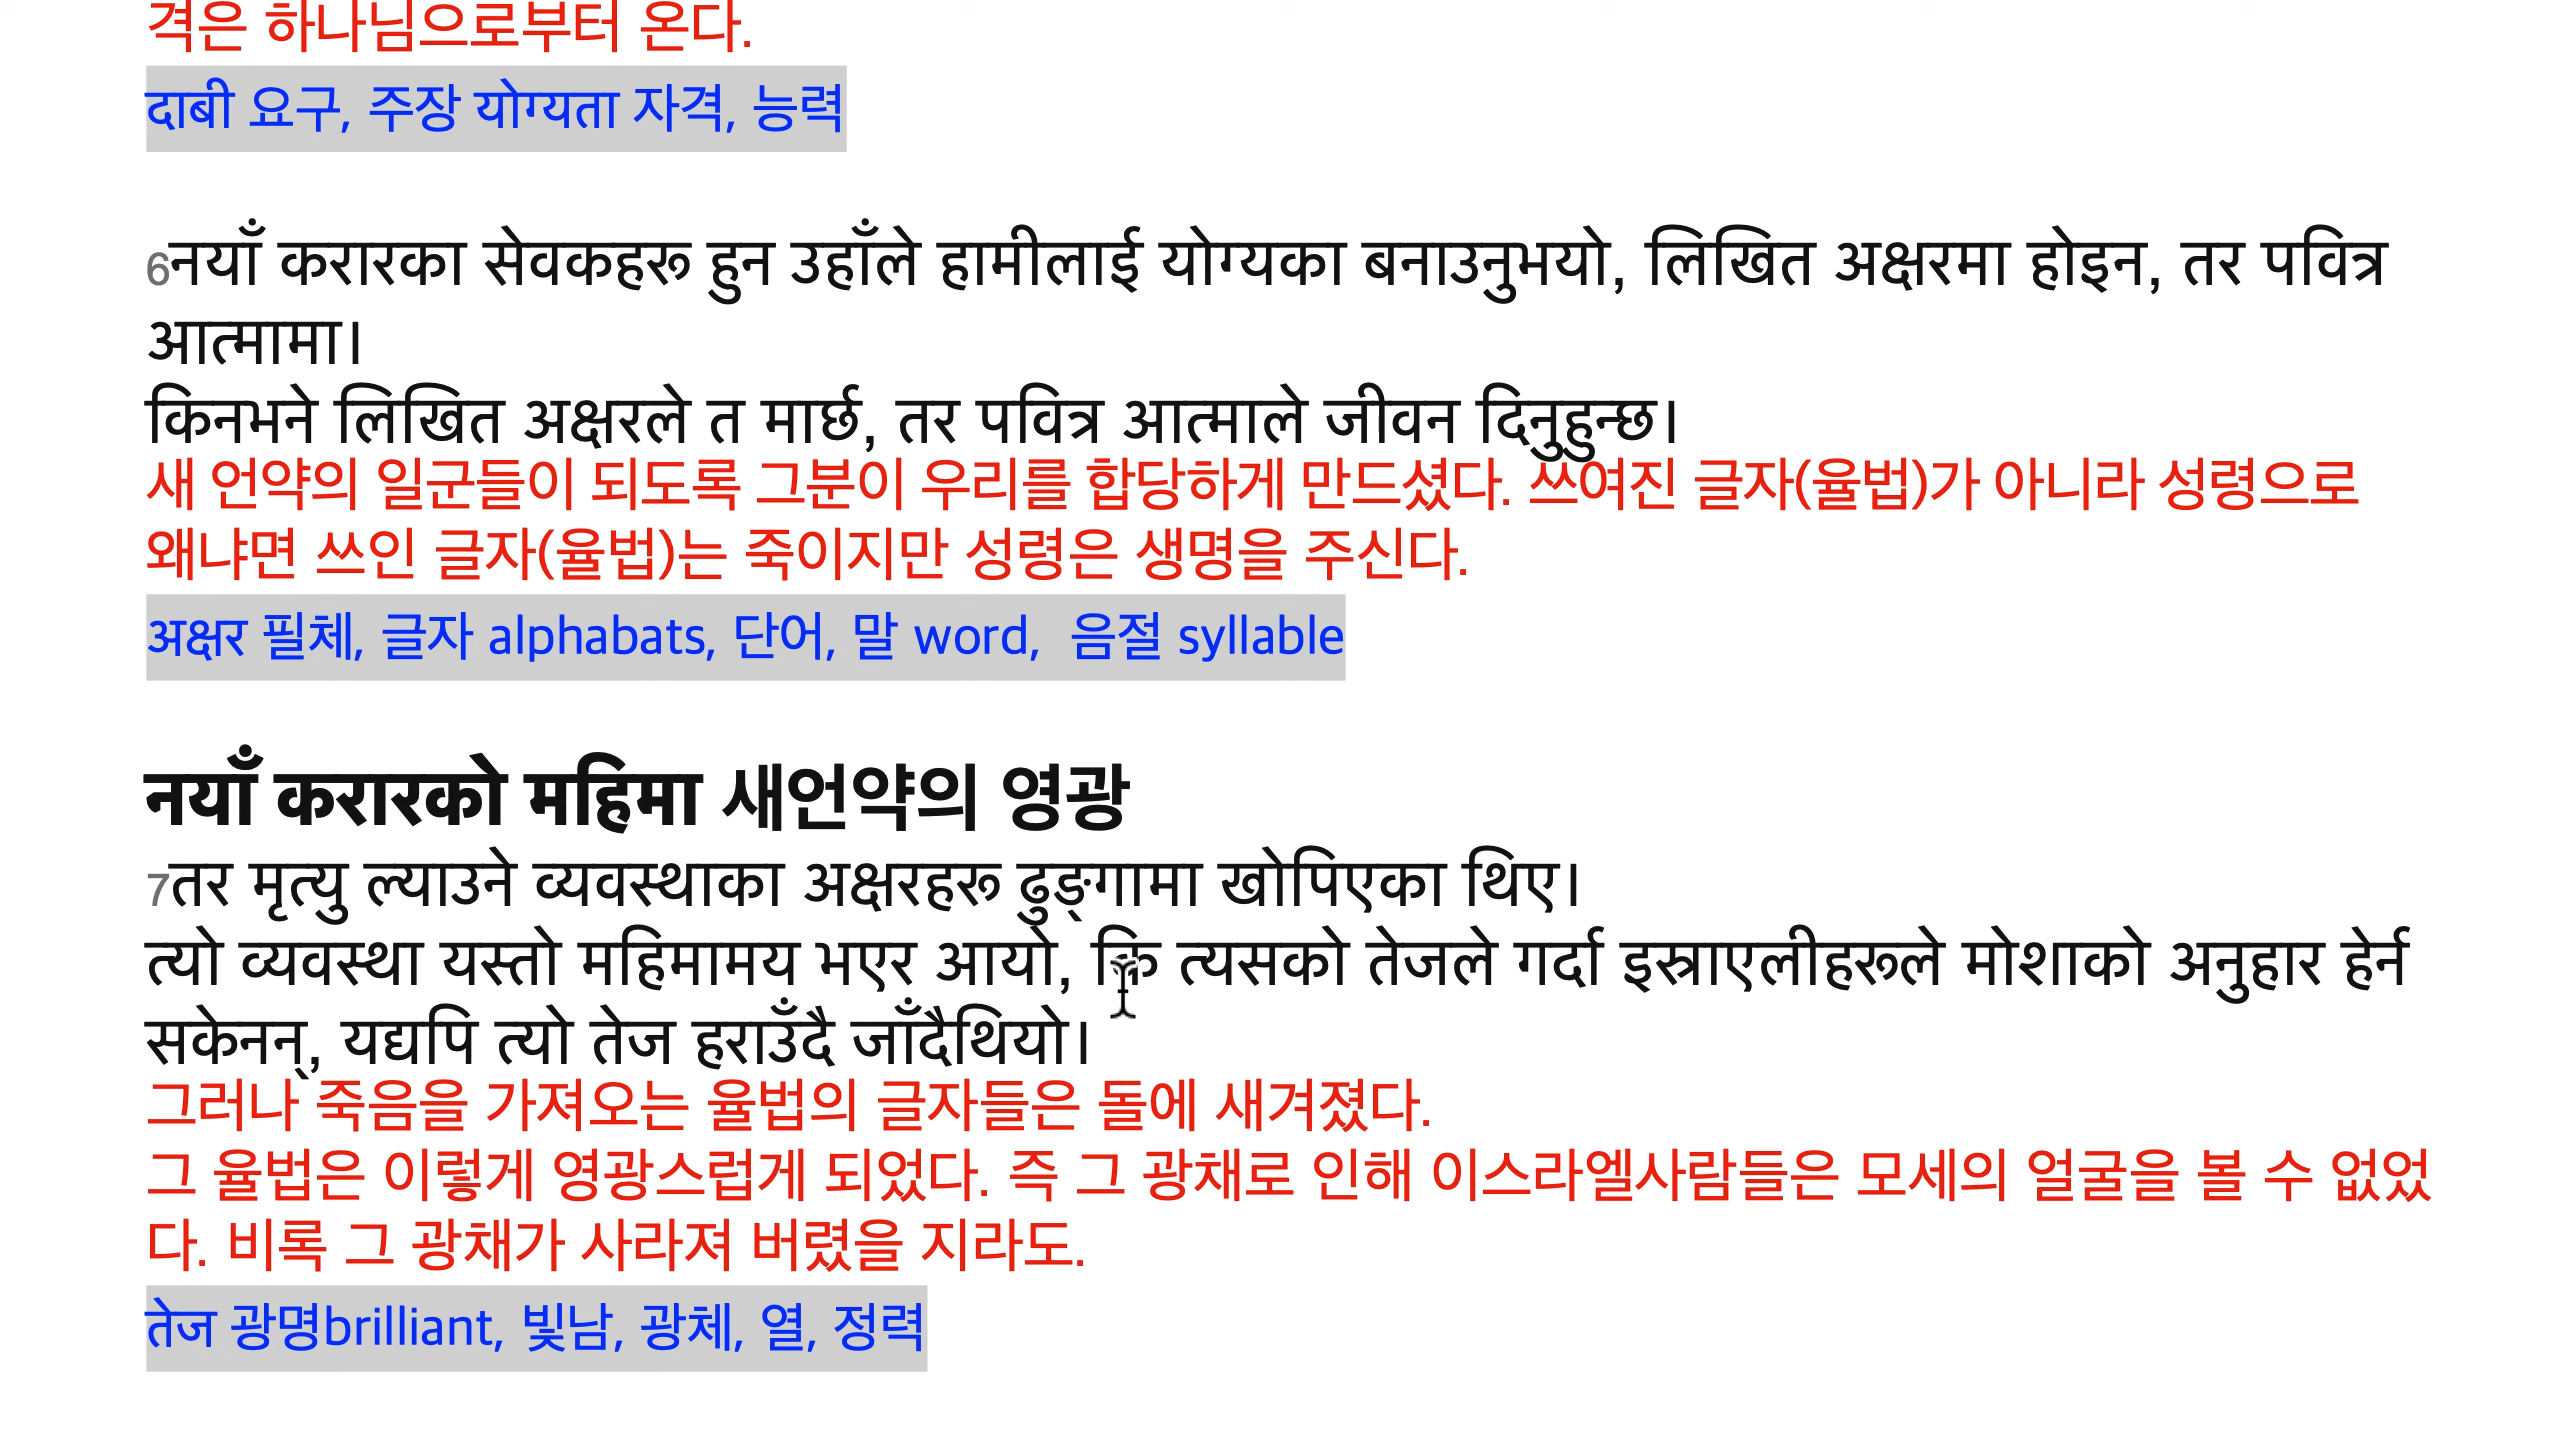 격은 하나님으로부터 온다.
दाबी 요구, 주장 योग्यता 자격, 능력
6नयाँ करारका सेवकहरू हुन उहाँले हामीलाई योग्यका बनाउनुभयो, लिखित अक्षरमा होइन, तर पवित्र
आत्मामा।
किनभने लिखित अक्षरले त मार्छ, तर पवित्र आत्माले जीवन दिनुहुन्छ।
새 언약의 일군들이 되도록 그분이 우리를 합당하게 만드셨다. 쓰여진 글자(율법)가 아니라 성령으로
왜냐면 쓰인 글자(율법)는 죽이지만 성령은 생명을 주신다.
अक्षर 필체, 글자 alphabats, 단어, 말 word, 음절 syllable
नयाँ करारको महिमा 새언약의 영광
7तर मृत्यु ल्याउने व्यवस्थाका अक्षरहरू ढुङ्गामा खोपिएका थिए।
त्यो व्यवस्था यस्तो महिमामय भएर आयो, कि त्यसको तेजले गर्दा इस्राएलीहरूले मोशाको अनुहार हेर्न
सकेनन्, यद्यपि त्यो तेज हराउँदै जाँदैथियो।
그러나 죽음을 가져오는 율법의 글자들은 돌에 새겨졌다.
그 율법은 이렇게 영광스럽게 되었다. 즉 그 광채로 인해 이스라엘사람들은 모세의 얼굴을 볼 수 없었
다. 비록 그 광채가 사라져 버렸을 지라도.
तेज 광명brilliant, 빛남, 광체, 열, 정력